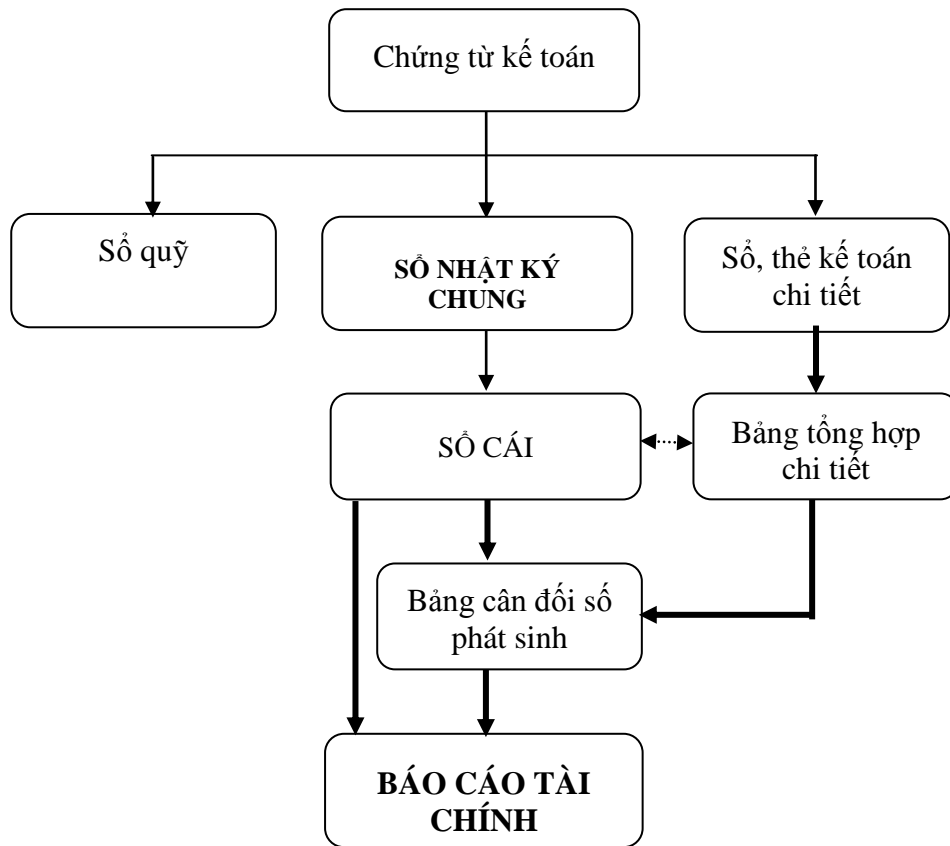 Chứng từ kế toán
Sổ quỹ
SỔ NHẬT KÝ
CHUNG
Sổ, thẻ kế toán
chi tiết
SỔ CÁI
Bảng tổng hợp
chi tiết
Bảng cân đối số
phát sinh
BÁO CÁO TÀI
CHÍNH